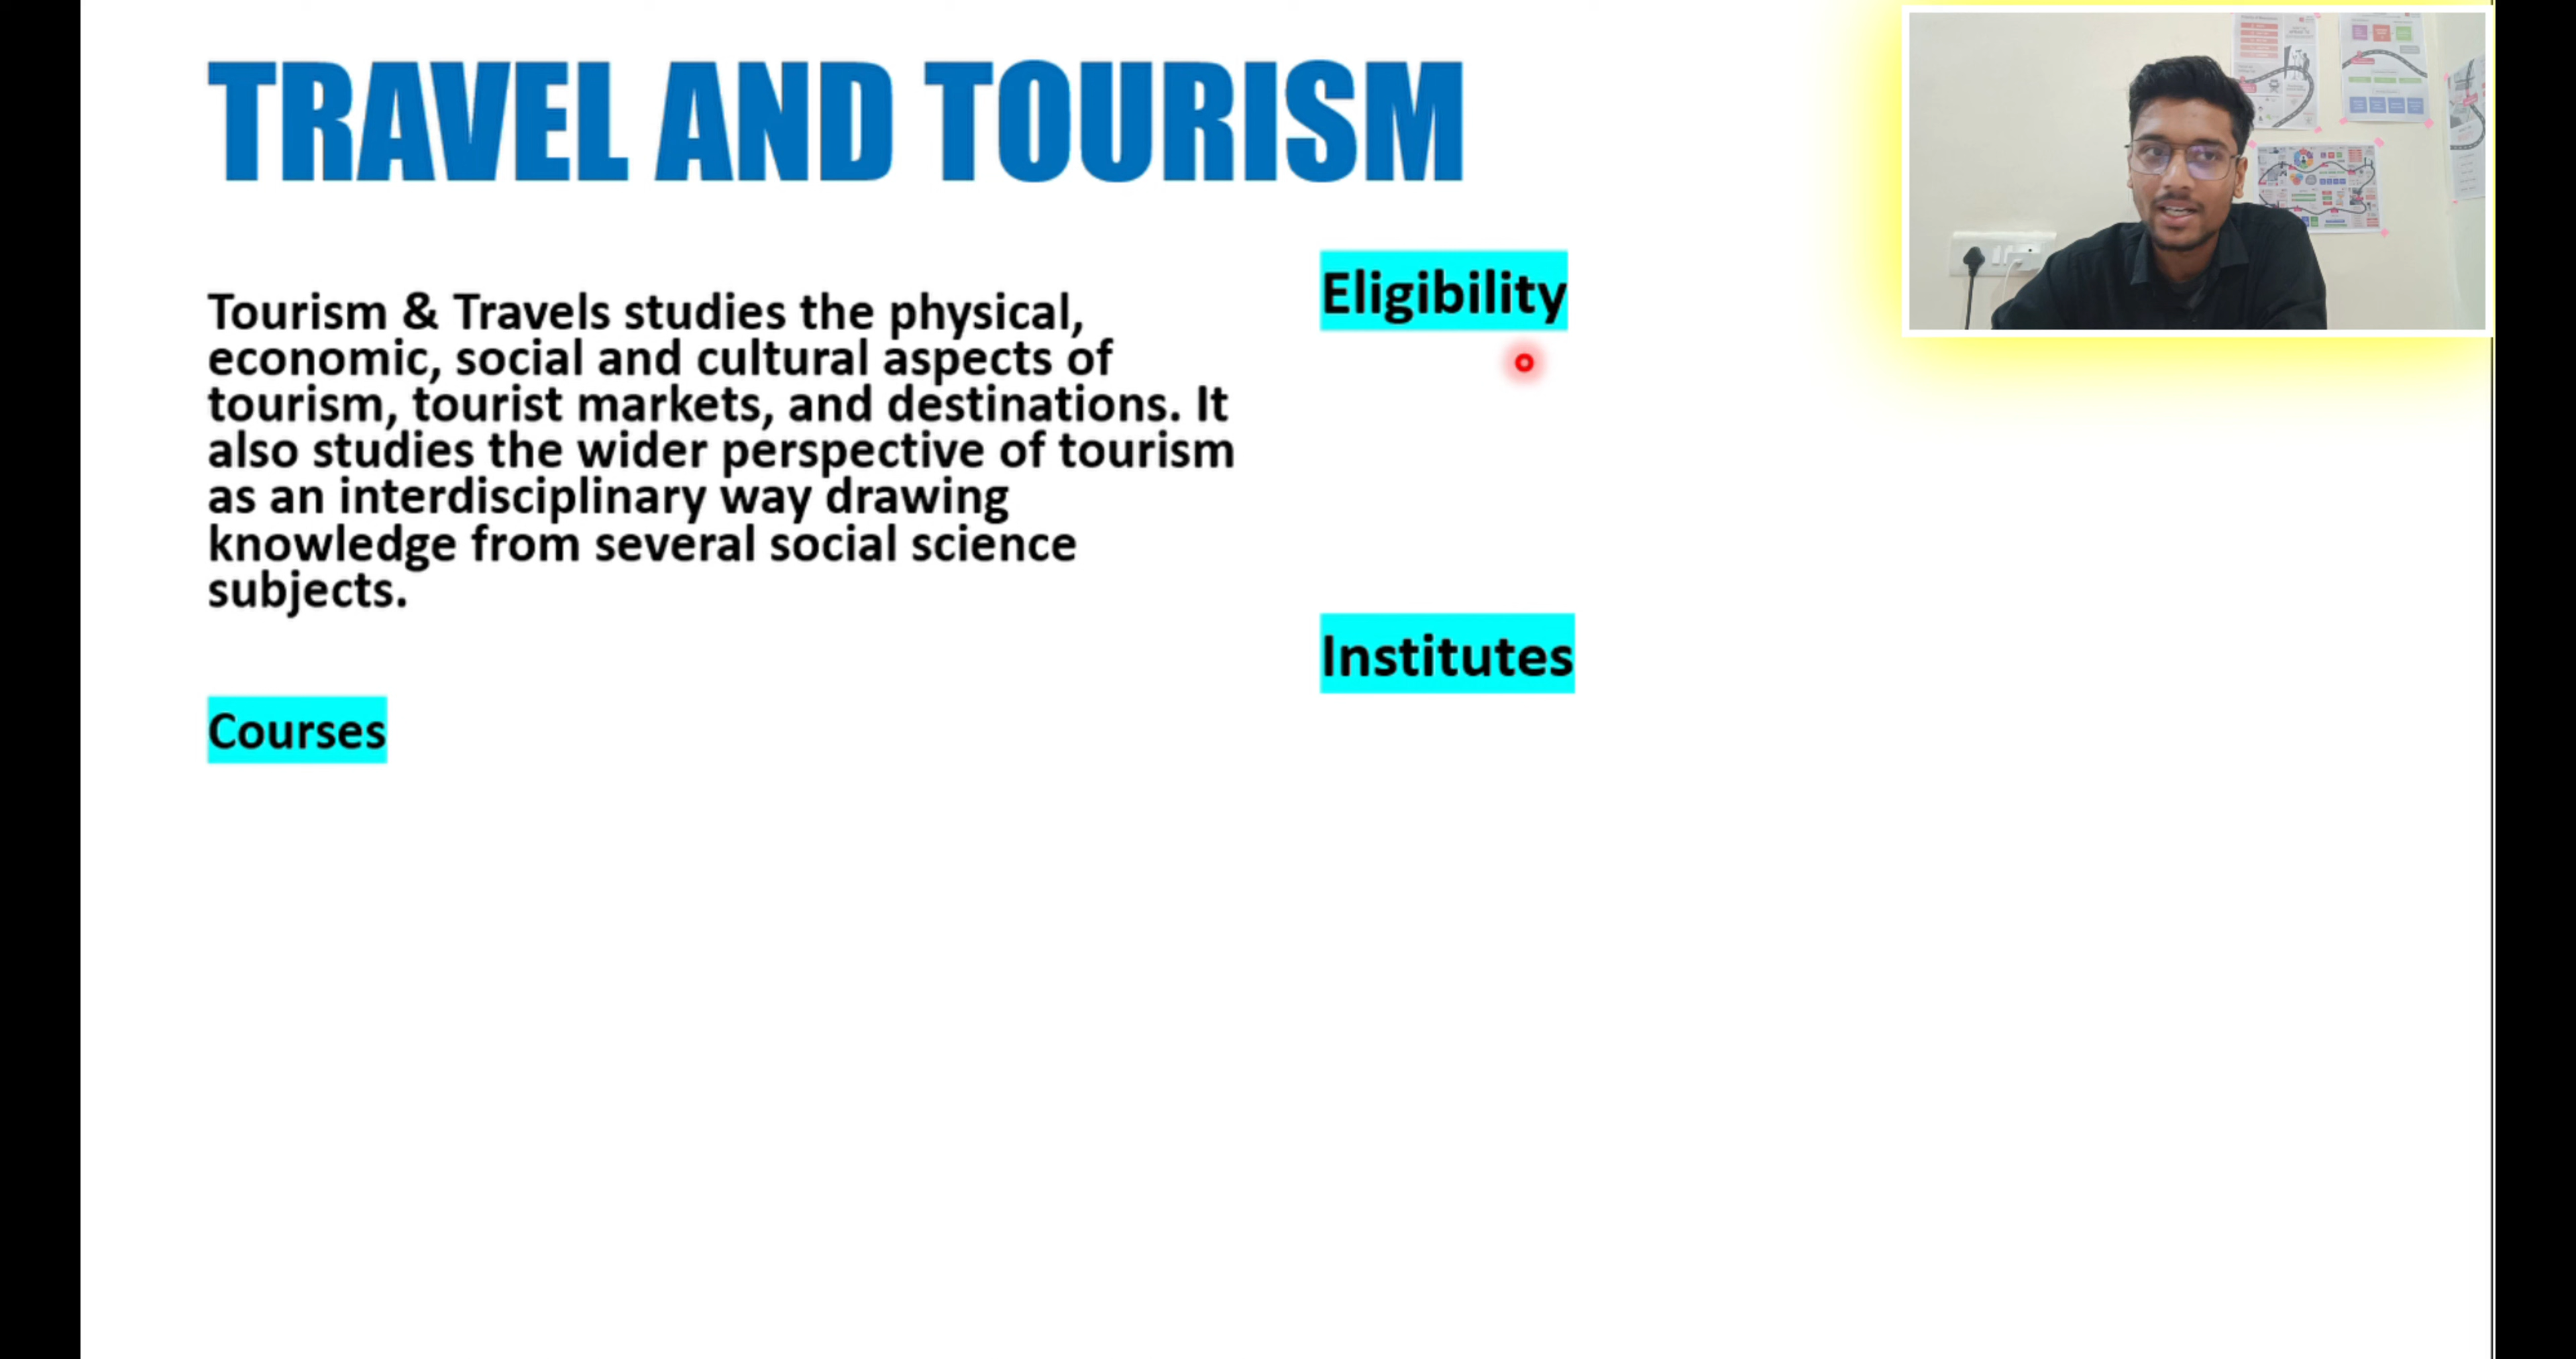 TRAVEL AND TOURISM
Tourism & Travels studies the physical,
economic, social and cultural aspects of
tourism, tourist markets, and destinations. It
also studies the wider perspective of tourism
as an interdisciplinary way drawing
knowledge from several social science
subjects.
Courses
Eligibility
Institutes